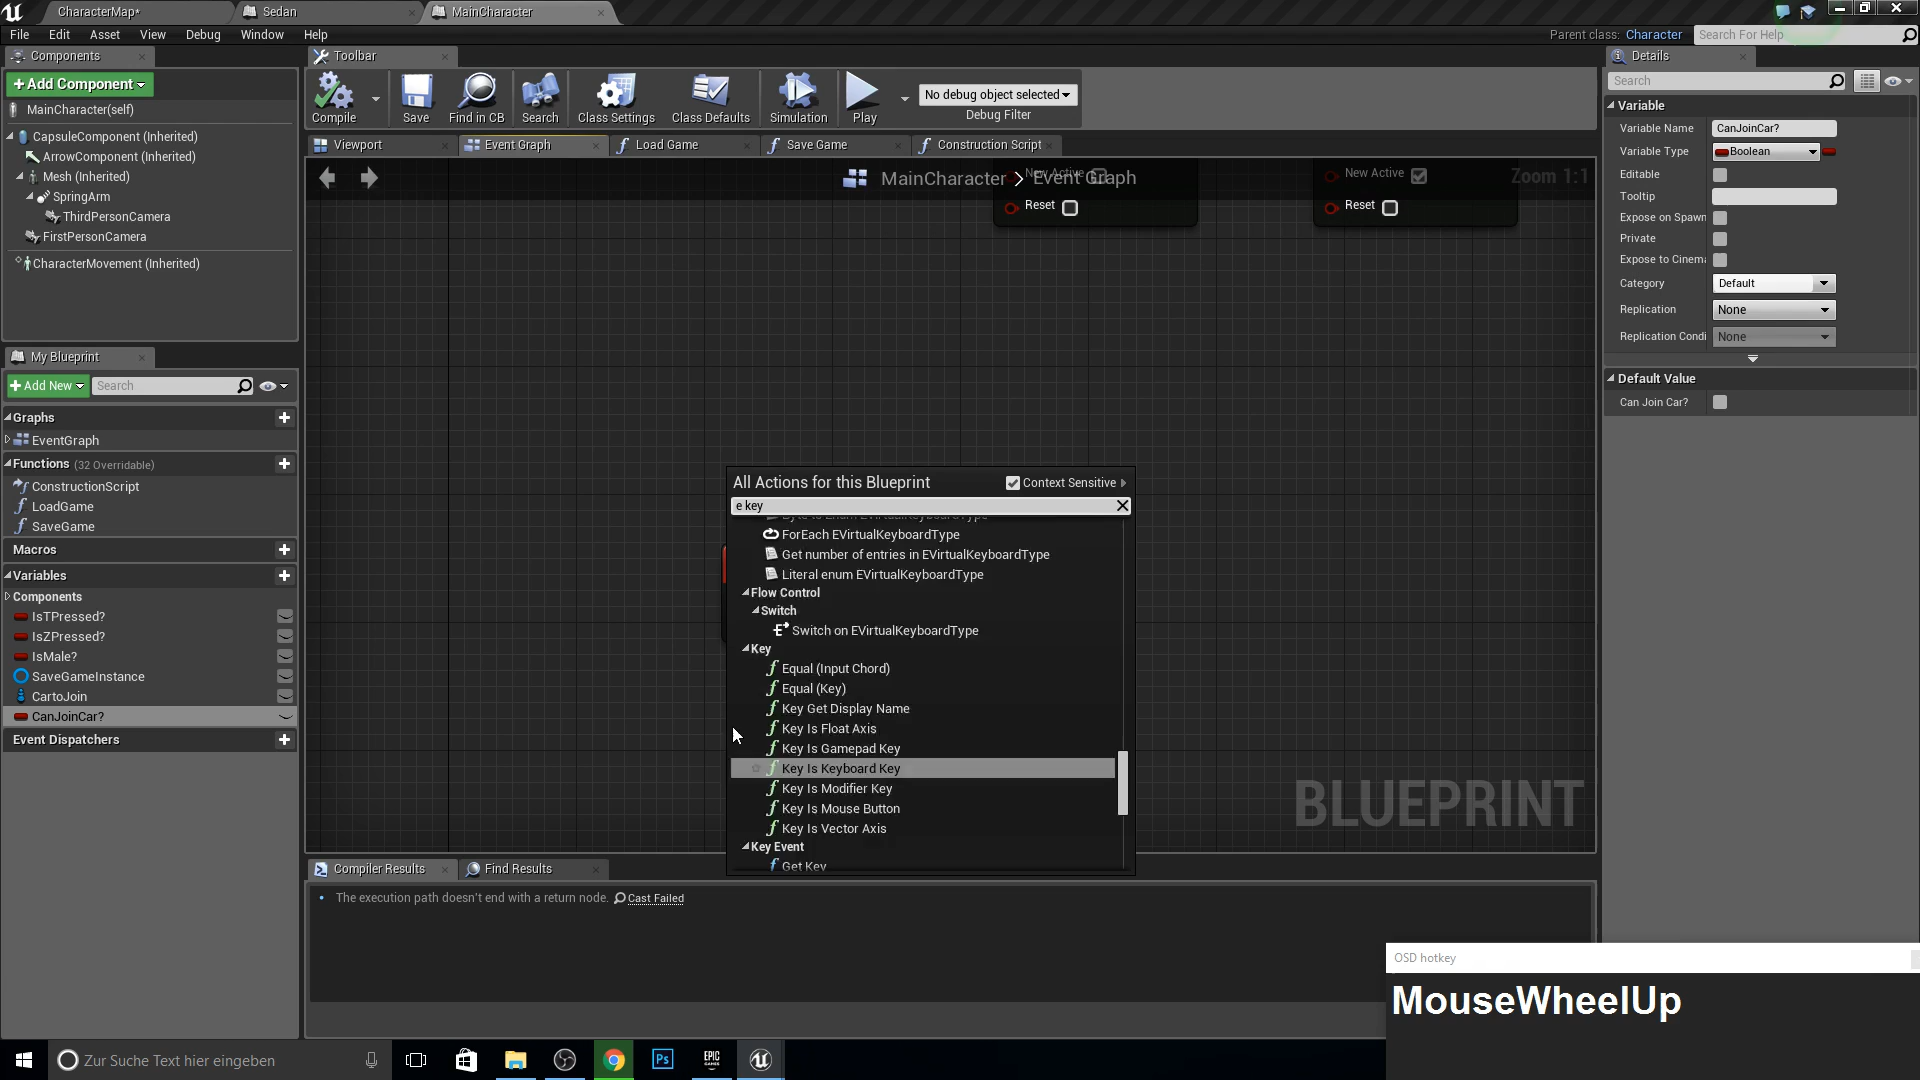 CharacterMap*
Sedan
MainCharacter
File Edit Asset View Debug Window Help
Parent class: Character
Search For Help
Components
Toolbar
Details
+Add Component
Compile
Save
Find in CB
Search
Class Settings
Class Defaults
Simulation
Play
No debug object selected
Debug Filter
Search
MainCharacter(self)
CapsuleComponent (Inherited)
ArrowComponent (Inherited)
Mesh (Inherited)
SpringArm
ThirdPersonCamera
FirstPersonCamera
CharacterMovement (Inherited)
Viewport
Event Graph
Load Game
Save Game
Construction Script
MainCharacter > Event Graph
Zoom 1:1
New Active
Reset
New Active
Reset
Variable
Variable Name CanJoinCar?
Variable Type Boolean
Editable
Tooltip
Expose on Spawn
Private
Expose to Cinema
Category Default
Replication None
Replication Condi None
Default Value
Can Join Car?
My Blueprint
+Add New
Search
Graphs
EventGraph
Functions (32 Overridable)
ConstructionScript
LoadGame
SaveGame
Macros
Variables
Components
IsTPressed?
IsZPressed?
IsMale?
SaveGameInstance
CartoJoin
CanJoinCar?
Event Dispatchers
All Actions for this Blueprint
Context Sensitive
e key
ForEach EVirtualKeyboardType
Get number of entries in EVirtualKeyboardType
Literal enum EVirtualKeyboardType
Flow Control
Switch
Switch on EVirtualKeyboardType
Key
Equal (Input Chord)
Equal (Key)
Key Get Display Name
Key Is Float Axis
Key Is Gamepad Key
Key Is Keyboard Key
Key Is Modifier Key
Key Is Mouse Button
Key Is Vector Axis
Key Event
Get Key
BLUEPRINT
Compiler Results
Find Results
The execution path doesn't end with a return node. Cast Failed
OSD hotkey
MouseWheelUp
Zur Suche Text hier eingeben
Ps
EPIC
GAMES